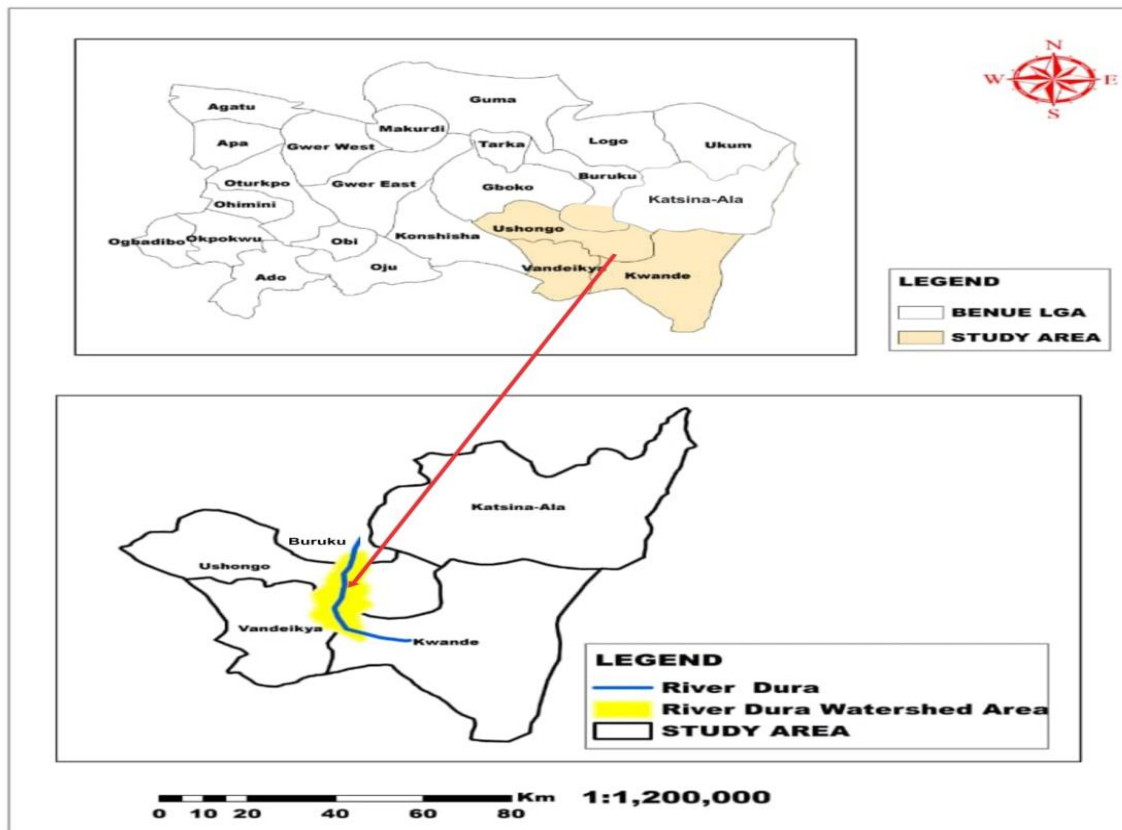 N
W E
S
Guma
Agatu
Makurdi
Logo
Apa
Gwer West
Tarka
Ukum
Buruku
Oturkpo
Gwer East
Gboko
Katsina-Ala
Ohimini
Ushongo
Konshisha
Ogbadibo
Okpokwu
Obi
Vandeikya
Kwande
Ado
Oju
LEGEND
BENUE LGA
STUDY AREA
Katsina-Ala
Buruku
Ushongo
Vandeikya
Kwande
LEGEND
River Dura
River Dura Watershed Area
STUDY AREA
Km 1:1,200,000
0 10 20 40 60 80